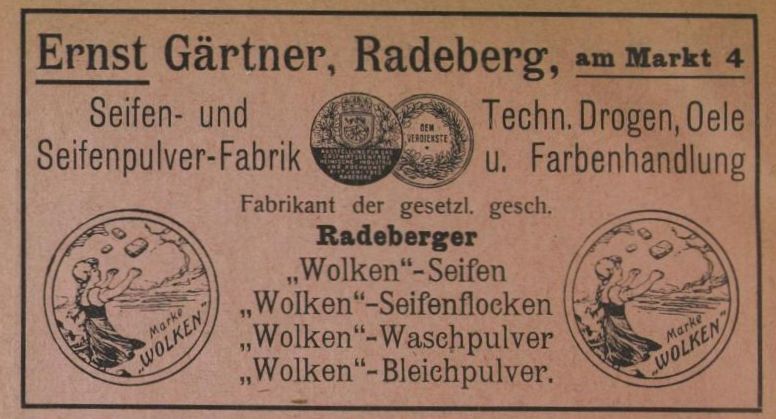 Ernst Gärtner, Radeberg, am Markt 4
Seifen- und
Seifenpulver-Fabrik
DEM
VERDIENSTE
Techn. Drogen, Oele
u. Farbenhandlung
Fabrikant der gesetzl. gesch.
Radeberger
„Wolken“-Seifen
„Wolken“-Seifenflocken
„Wolken“-Waschpulver
„Wolken“-Bleichpulver.
Marke
„WOLKEN“
Marke
„WOLKEN“